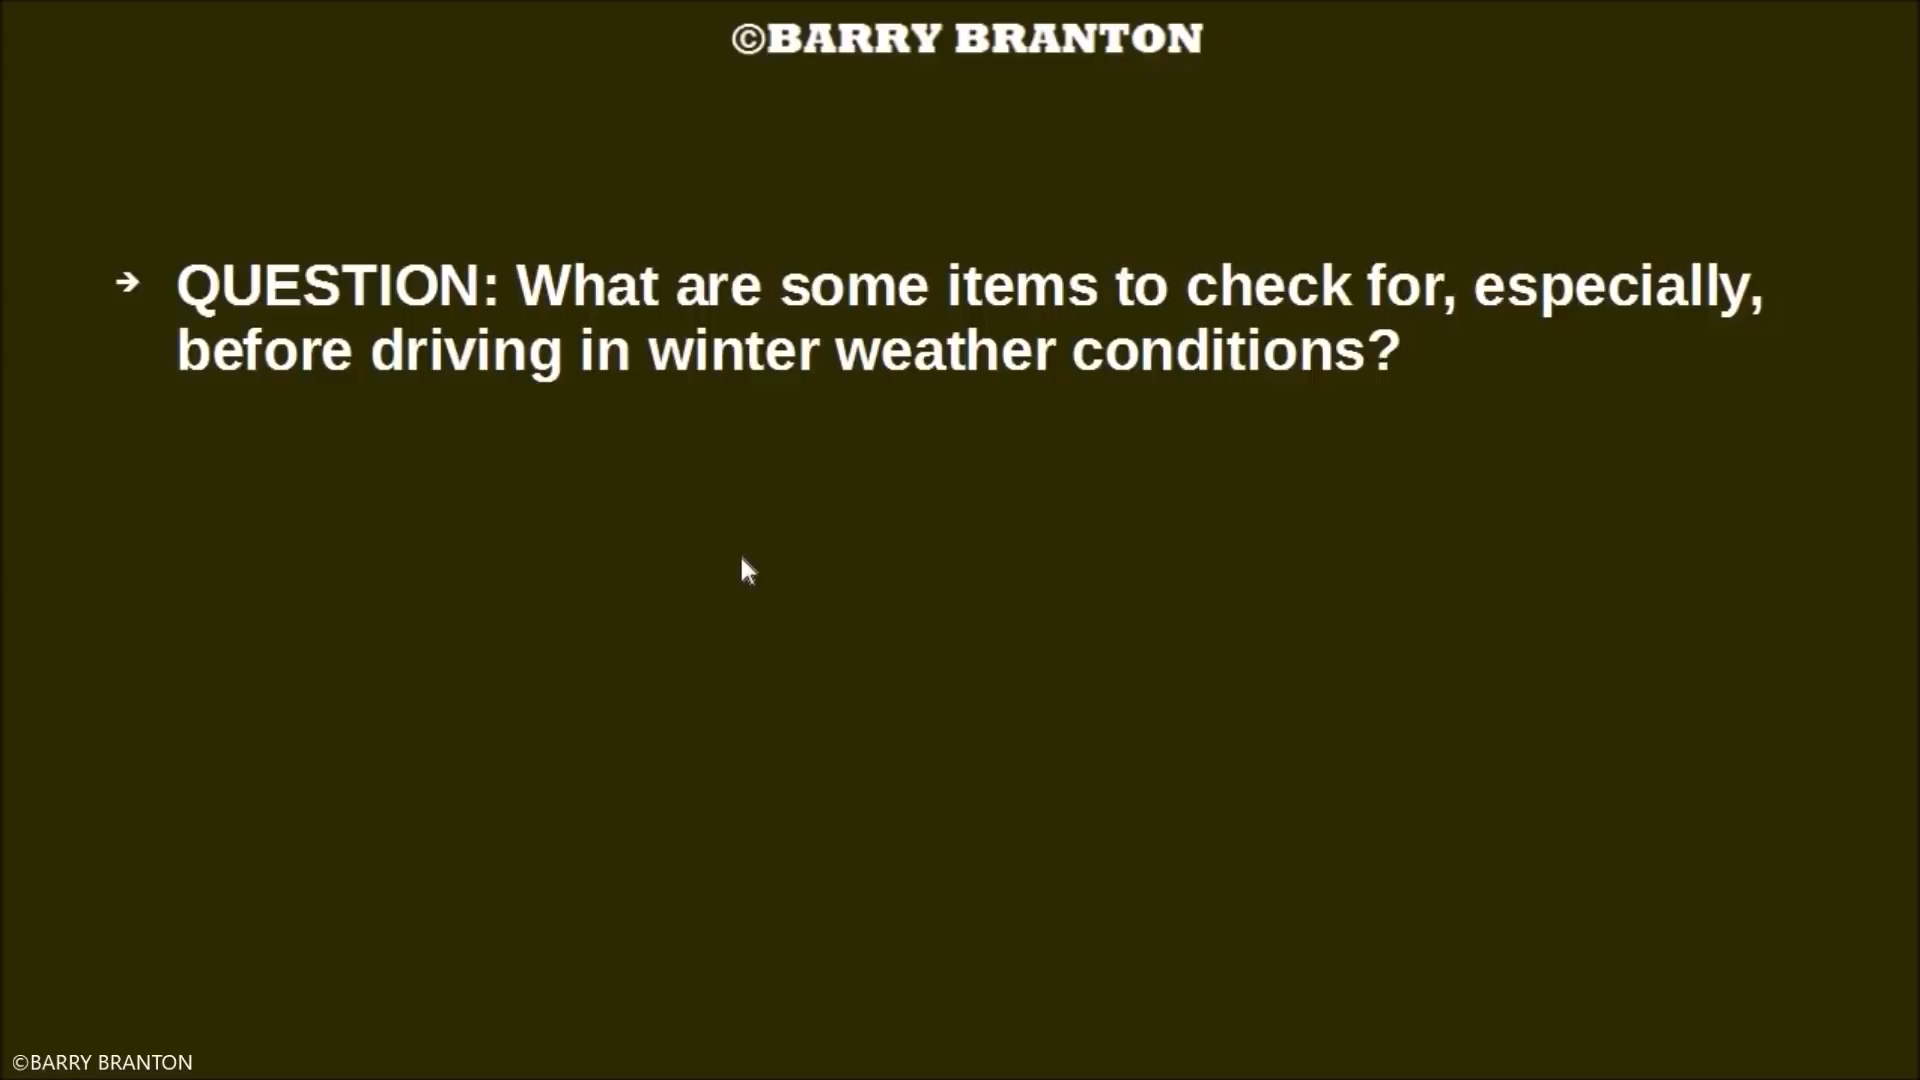 ©BARRY BRANTON
➔ QUESTION: What are some items to check for, especially,
before driving in winter weather conditions?
©BARRY BRANTON